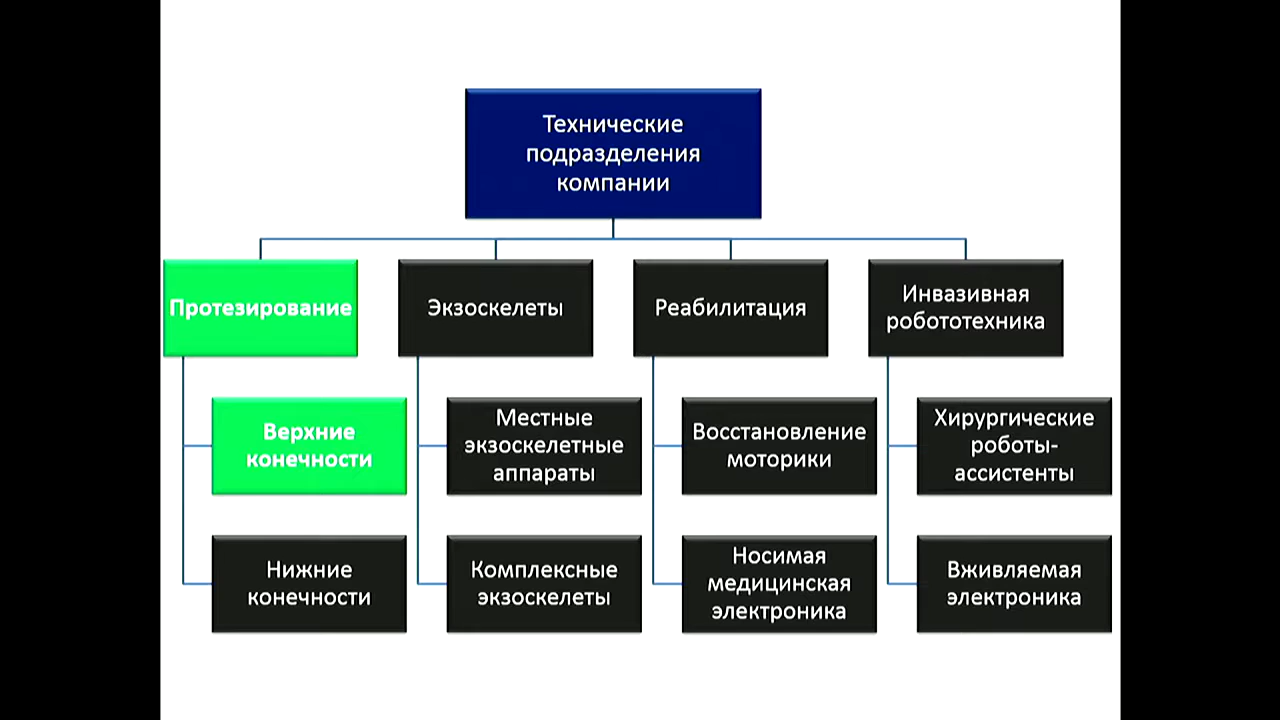 Технические
подразделения
компании
Протезирование
Экзоскелеты
Реабилитация
Инвазивная
робототехника
Верхние
конечности
Местные
экзоскелетные
аппараты
Восстановление
моторики
Хирургические
роботы-
ассистенты
Нижние
конечности
Комплексные
экзоскелеты
Носимая
медицинская
электроника
Вживляемая
электроника